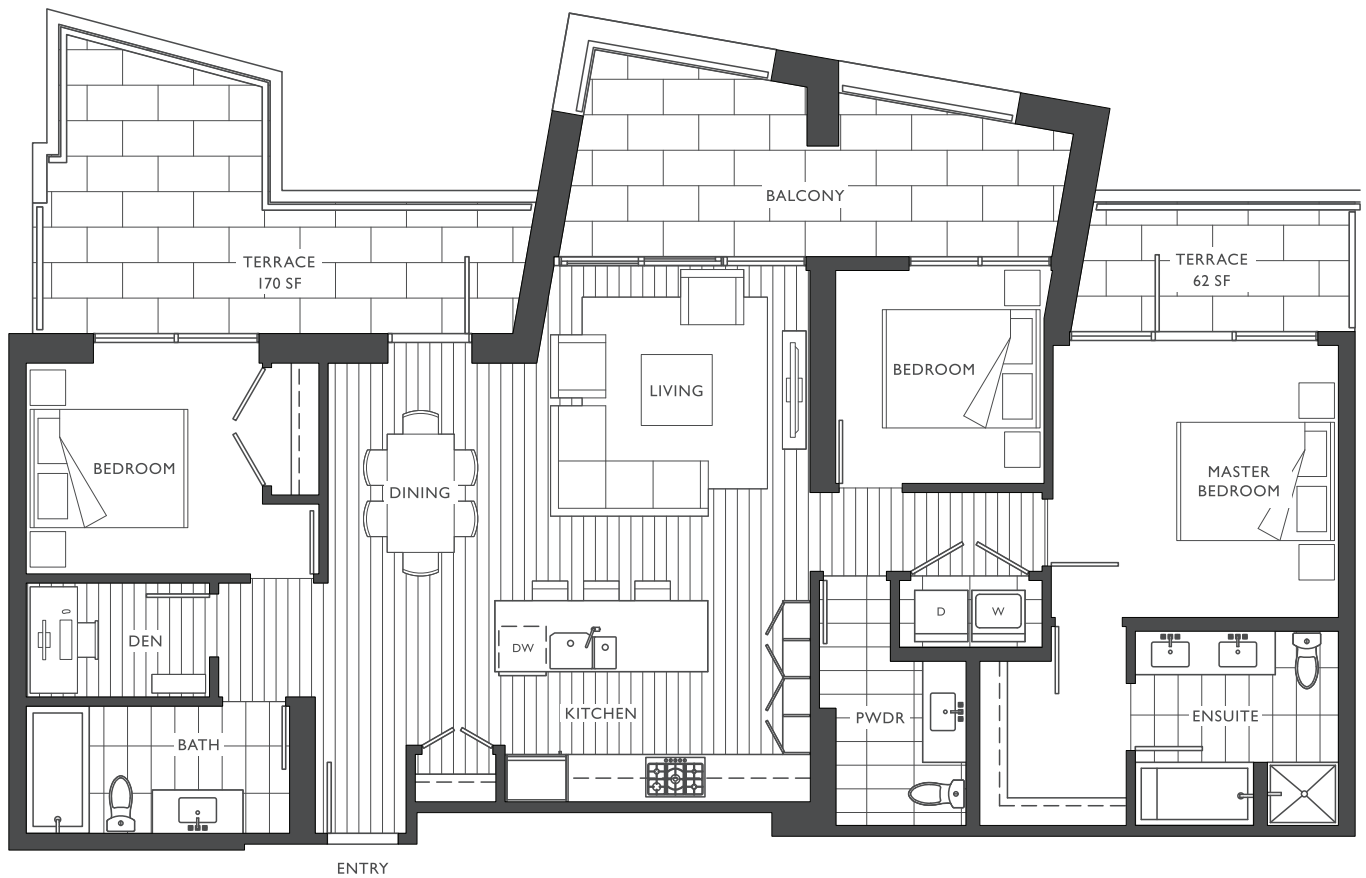 BALCONY
TERRACE
170 SF
TERRACE
62 SF
BEDROOM
LIVING
BEDROOM
MASTER
BEDROOM
DINING
D
W
DEN
DW
KITCHEN
PWDR
ENSUITE
BATH
ENTRY